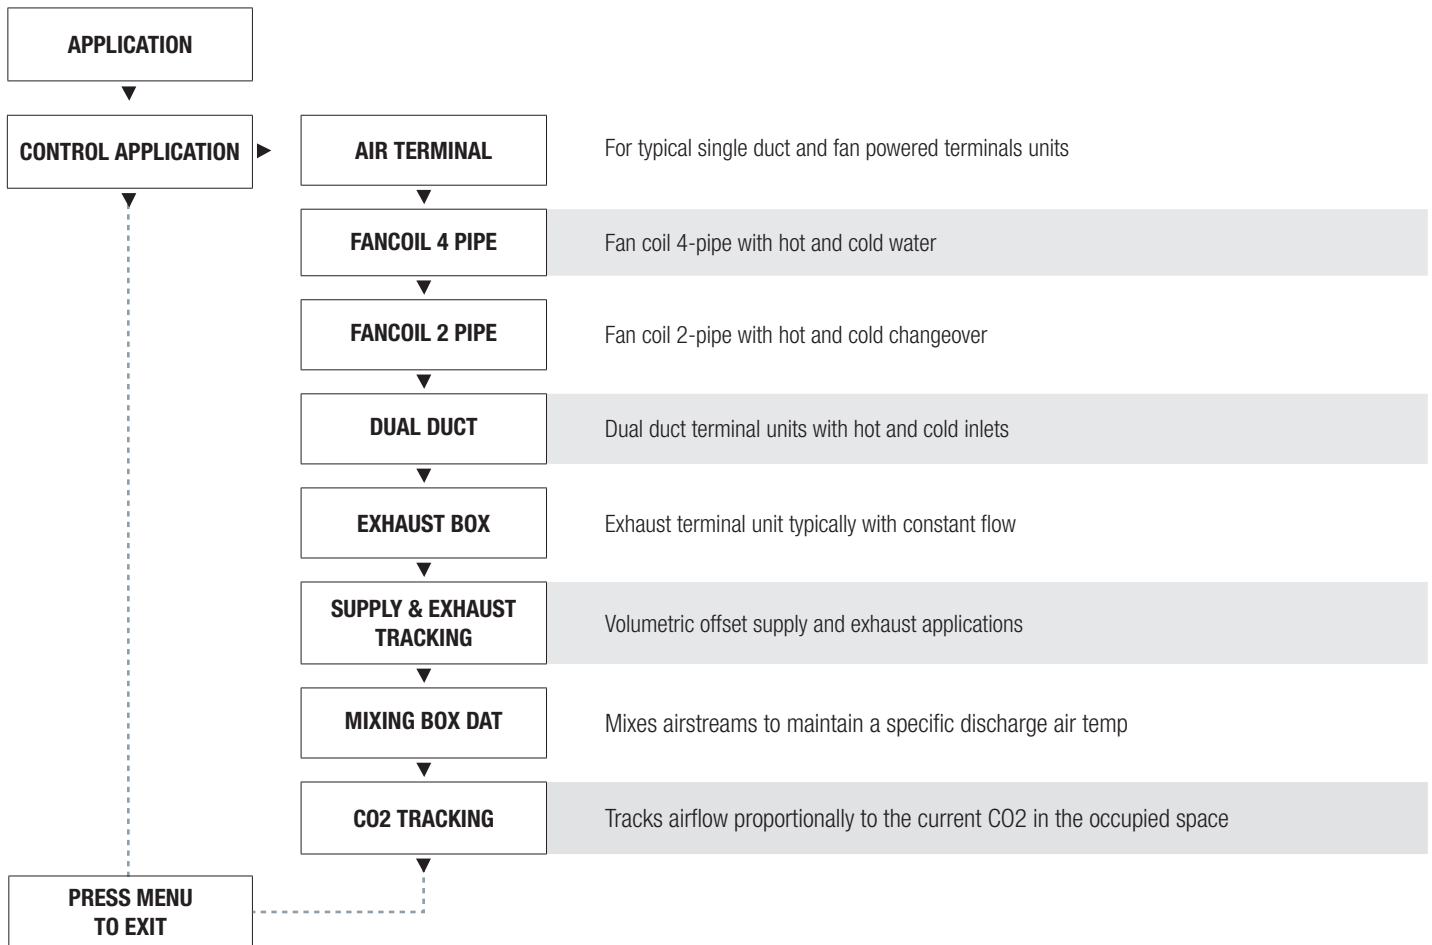 APPLICATION
CONTROL APPLICATION
AIR TERMINAL
For typical single duct and fan powered terminals units
FANCOIL 4 PIPE
Fan coil 4-pipe with hot and cold water
FANCOIL 2 PIPE
Fan coil 2-pipe with hot and cold changeover
DUAL DUCT
Dual duct terminal units with hot and cold inlets
EXHAUST BOX
Exhaust terminal unit typically with constant flow
SUPPLY & EXHAUST
TRACKING
Volumetric offset supply and exhaust applications
MIXING BOX DAT
Mixes airstreams to maintain a specific discharge air temp
CO2 TRACKING
Tracks airflow proportionally to the current CO2 in the occupied space
PRESS MENU
TO EXIT